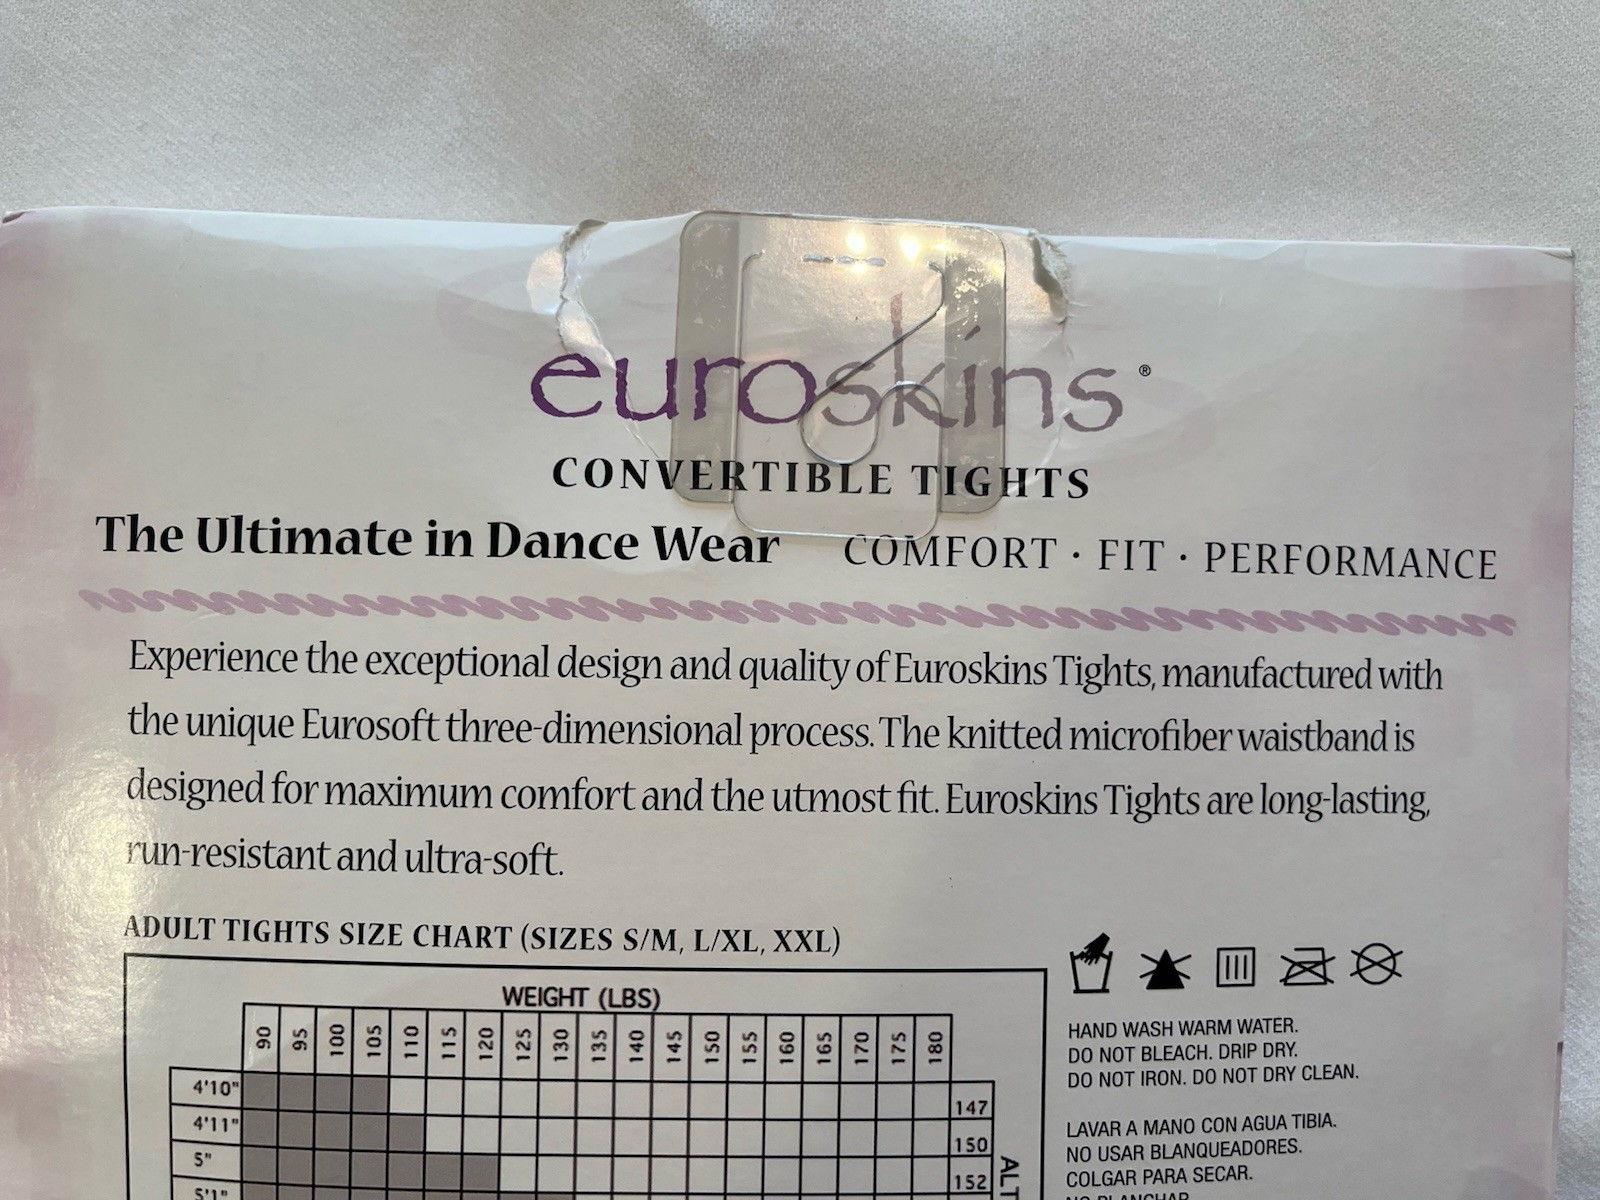 euroskins®
CONVERTIBLE TIGHTS
The Ultimate in Dance Wear COMFORT · FIT · PERFORMANCE
Experience the exceptional design and quality of Euroskins Tights, manufactured with
the unique Eurosoft three-dimensional process. The knitted microfiber waistband is
designed for maximum comfort and the utmost fit. Euroskins Tights are long-lasting,
run-resistant and ultra-soft.
ADULT TIGHTS SIZE CHART (SIZES S/M, L/XL, XXL)
WEIGHT (LBS)
90 95 100 105 110 115 120 125 130 135 140 145 150 155 160 165 170 175 180
4'10"
147
4'11"
150
5"
152
5'1"
ALT
HAND WASH WARM WATER.
DO NOT BLEACH. DRIP DRY.
DO NOT IRON. DO NOT DRY CLEAN.
LAVAR A MANO CON AGUA TIBIA.
NO USAR BLANQUEADORES.
COLGAR PARA SECAR.
NO PLANCHAR